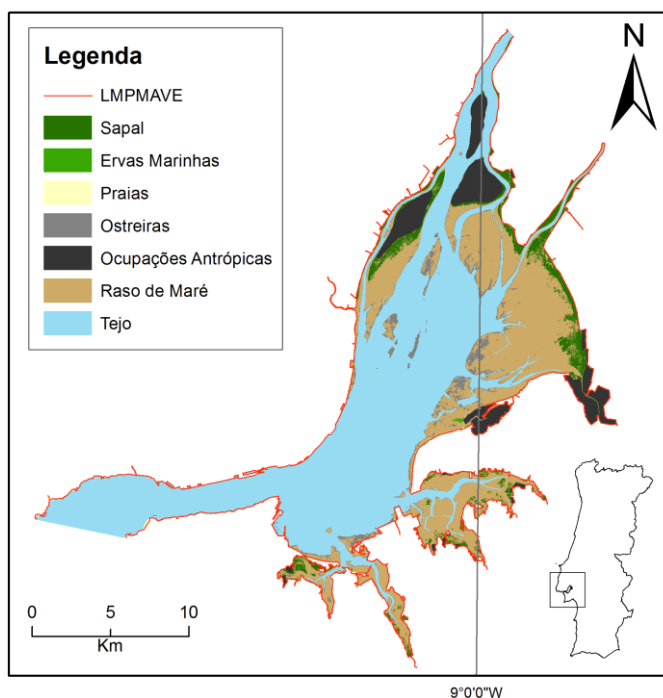 Legenda
LMPMAVE
Sapal
Ervas Marinhas
Praias
Ostreiras
Ocupações Antrópicas
Raso de Maré
Tejo
N
0 5 10
Km
9°0'0"W